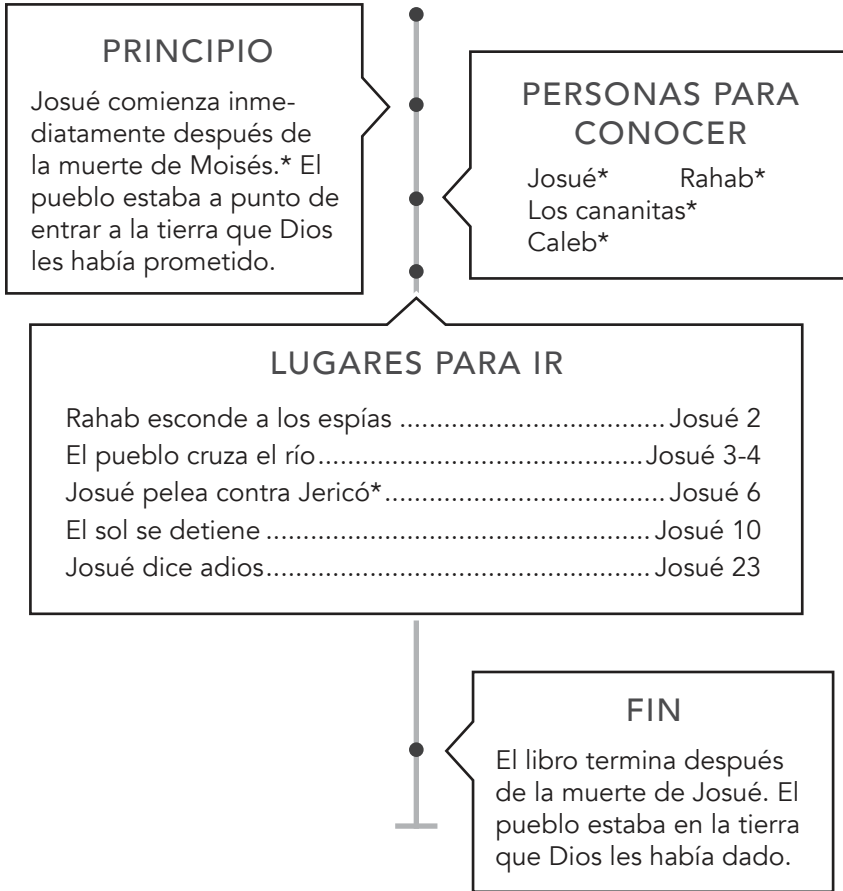 PRINCIPIO
Josué comienza inme-
diatamente después de
la muerte de Moisés.* El
pueblo estaba a punto de
entrar a la tierra que Dios
les había prometido.
PERSONAS PARA
CONOCER
Josué* Rahab*
Los cananitas*
Caleb*
LUGARES PARA IR
Rahab esconde a los espías ................................... Josué 2
El pueblo cruza el río...........................................Josué 3-4
Josué pelea contra Jericó*..................................... Josué 6
El sol se detiene ................................................... Josué 10
Josué dice adios................................................... Josué 23
FIN
El libro termina después
de la muerte de Josué. El
pueblo estaba en la tierra
que Dios les había dado.